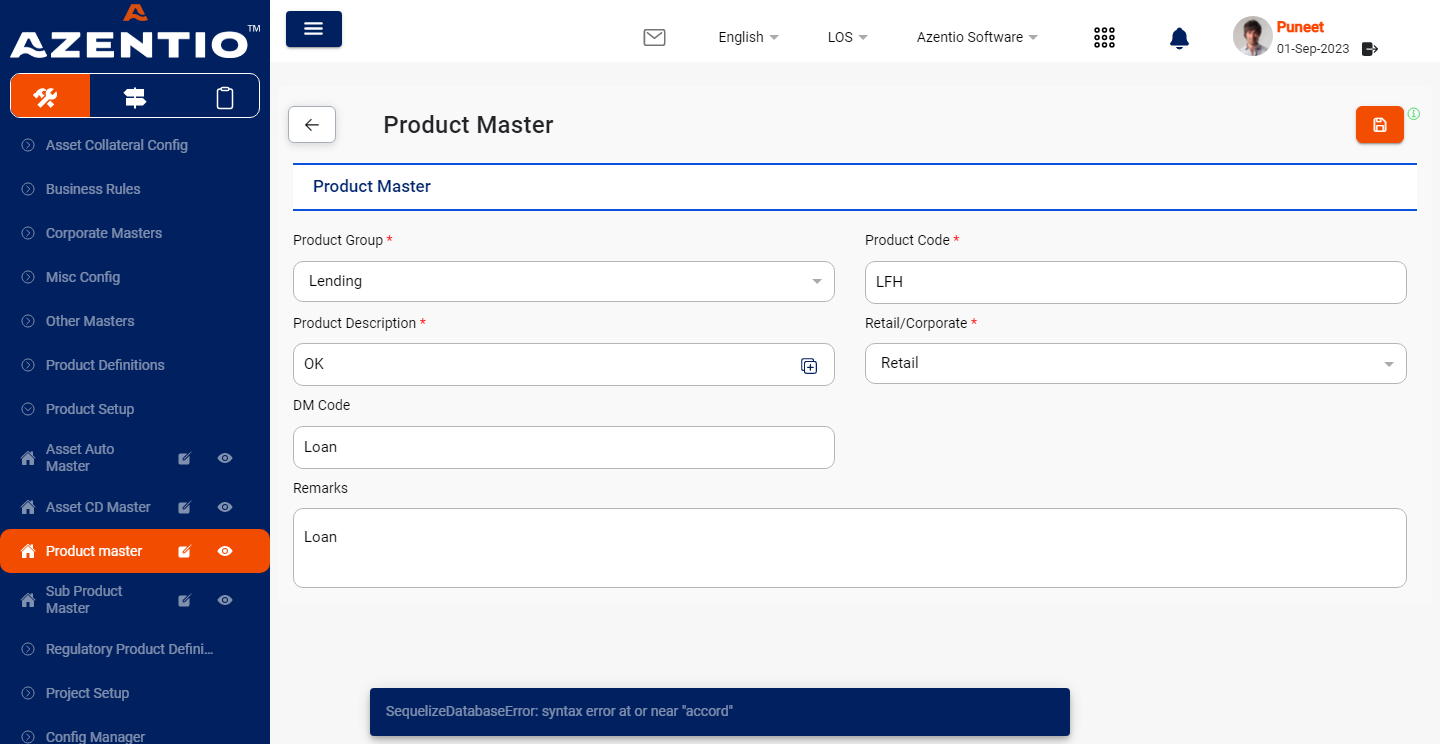 AZENTIO™
Asset Collateral Config
Business Rules
Corporate Masters
Misc Config
Other Masters
Product Definitions
Product Setup
Asset Auto
Master
Asset CD Master
Product master
Sub Product
Master
Regulatory Product Defini...
Project Setup
Config Manager
English
LOS
Azentio Software
Puneet
01-Sep-2023
Product Master
Product Master
Product Group *
Lending
Product Code *
LFH
Product Description *
OK
Retail/Corporate *
Retail
DM Code
Loan
Remarks
Loan
SequelizeDatabaseError: syntax error at or near "accord"